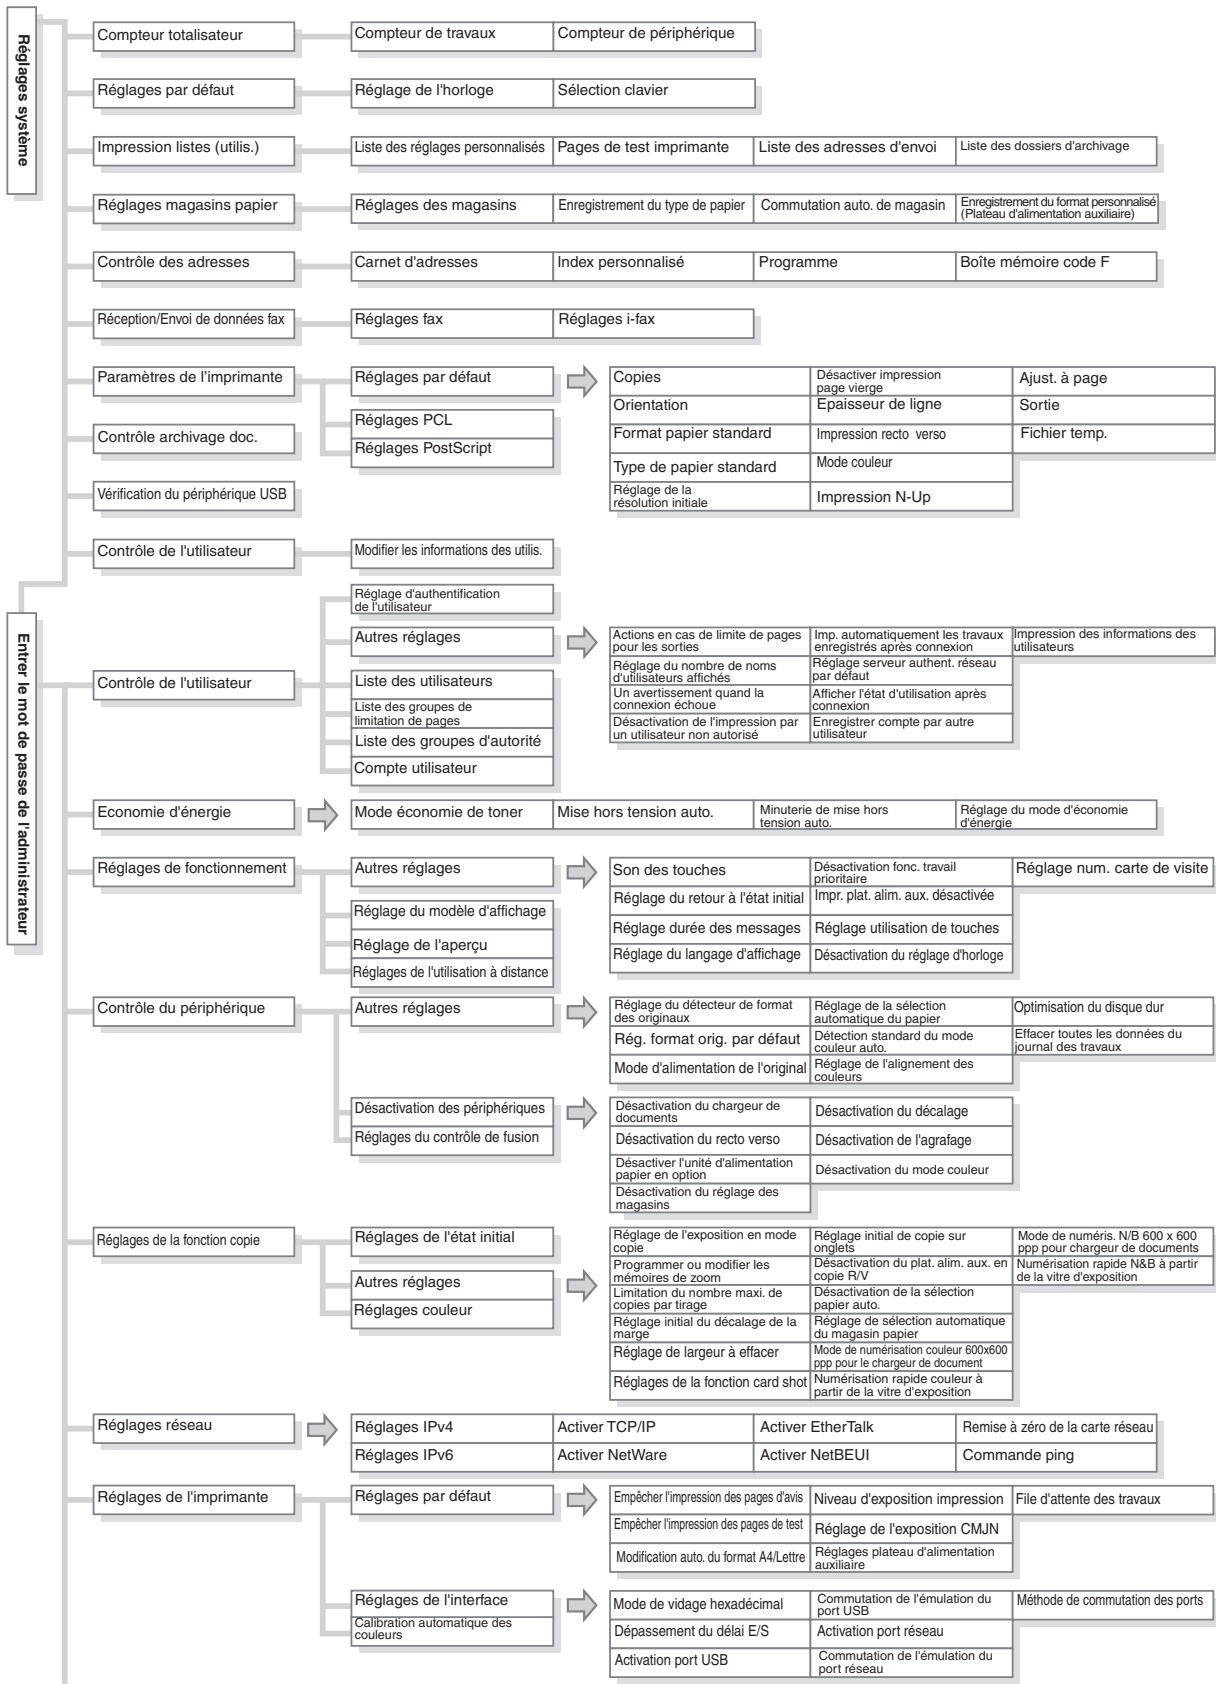 Réglages système
Compteur totalisateur
Compteur de travaux
Compteur de périphérique
Réglages par défaut
Réglage de l'horloge
Sélection clavier
Impression listes (utilis.)
Liste des réglages personnalisés
Pages de test imprimante
Liste des adresses d'envoi
Liste des dossiers d'archivage
Réglages magasins papier
Réglages des magasins
Enregistrement du type de papier
Commutation auto. de magasin
Enregistrement du format personnalisé
(Plateau d'alimentation auxiliaire)
Contrôle des adresses
Carnet d'adresses
Index personnalisé
Programme
Boîte mémoire code F
Réception/Envoi de données fax
Réglages fax
Réglages i-fax
Paramètres de l'imprimante
Réglages par défaut
Réglages PCL
Réglages PostScript
Copies
Désactiver impression
page vierge
Ajust. à page
Orientation
Epaisseur de ligne
Sortie
Format papier standard
Impression recto verso
Fichier temp.
Type de papier standard
Mode couleur
Réglage de la
résolution initiale
Impression N-Up
Contrôle archivage doc.
Vérification du périphérique USB
Contrôle de l'utilisateur
Modifier les informations des utilis.
Entrer le mot de passe de l'administrateur
Contrôle de l'utilisateur
Réglage d'authentification
de l'utilisateur
Autres réglages
Liste des utilisateurs
Liste des groupes de
limitation de pages
Liste des groupes d'autorité
Compte utilisateur
Actions en cas de limite de pages
pour les sorties
Imp. automatiquement les travaux
enregistrés après connexion
Impression des informations des
utilisateurs
Réglage du nombre de noms
d'utilisateurs affichés
Réglage serveur authent. réseau
par défaut
Un avertissement quand la
connexion échoue
Afficher l'état d'utilisation après
connexion
Désactivation de l'impression par
un utilisateur non autorisé
Enregistrer compte par autre
utilisateur
Economie d'énergie
Mode économie de toner
Mise hors tension auto.
Minuterie de mise hors
tension auto.
Réglage du mode d'économie
d'énergie
Réglages de fonctionnement
Autres réglages
Réglage du modèle d'affichage
Réglage de l'aperçu
Réglages de l'utilisation à distance
Son des touches
Désactivation fonc. travail
prioritaire
Réglage num. carte de visite
Réglage du retour à l'état initial
Impr. plat. alim. aux. désactivée
Réglage durée des messages
Réglage utilisation de touches
Réglage du langage d'affichage
Désactivation du réglage d'horloge
Contrôle du périphérique
Autres réglages
Réglage du détecteur de format
des originaux
Réglage de la sélection
automatique du papier
Optimisation du disque dur
Rég. format orig. par défaut
Détection standard du mode
couleur auto.
Effacer toutes les données du
journal des travaux
Mode d'alimentation de l'original
Réglage de l'alignement des
couleurs
Désactivation des périphériques
Réglages du contrôle de fusion
Désactivation du chargeur de
documents
Désactivation du décalage
Désactivation du recto verso
Désactivation de l'agrafage
Désactiver l'unité d'alimentation
papier en option
Désactivation du mode couleur
Désactivation du réglage des
magasins
Réglages de la fonction copie
Réglages de l'état initial
Autres réglages
Réglages couleur
Réglage de l'exposition en mode
copie
Réglage initial de copie sur
onglets
Mode de numéris. N/B 600 x 600
ppp pour chargeur de documents
Programmer ou modifier les
mémoires de zoom
Désactivation du plat. alim. aux. en
copie R/V
Numérisation rapide N&B à partir
de la vitre d'exposition
Limitation du nombre maxi. de
copies par tirage
Désactivation de la sélection
papier auto.
Réglage initial du décalage de la
marge
Réglage de sélection automatique
du magasin papier
Réglage de largeur à effacer
Mode de numérisation couleur 600x600
ppp pour le chargeur de document
Réglages de la fonction card shot
Numérisation rapide couleur à
partir de la vitre d'exposition
Réglages réseau
Réglages IPv4
Activer TCP/IP
Activer EtherTalk
Remise à zéro de la carte réseau
Réglages IPv6
Activer NetWare
Activer NetBEUI
Commande ping
Réglages de l'imprimante
Réglages par défaut
Empêcher l'impression des pages d'avis
Niveau d'exposition impression
File d'attente des travaux
Empêcher l'impression des pages de test
Réglage de l'exposition CMJN
Modification auto. du format A4/Lettre
Réglages plateau d'alimentation
auxiliaire
Réglages de l'interface
Calibration automatique des
couleurs
Mode de vidage hexadécimal
Commutation de l'émulation du
port USB
Méthode de commutation des ports
Dépassement du délai E/S
Activation port réseau
Activation port USB
Commutation de l'émulation du
port réseau